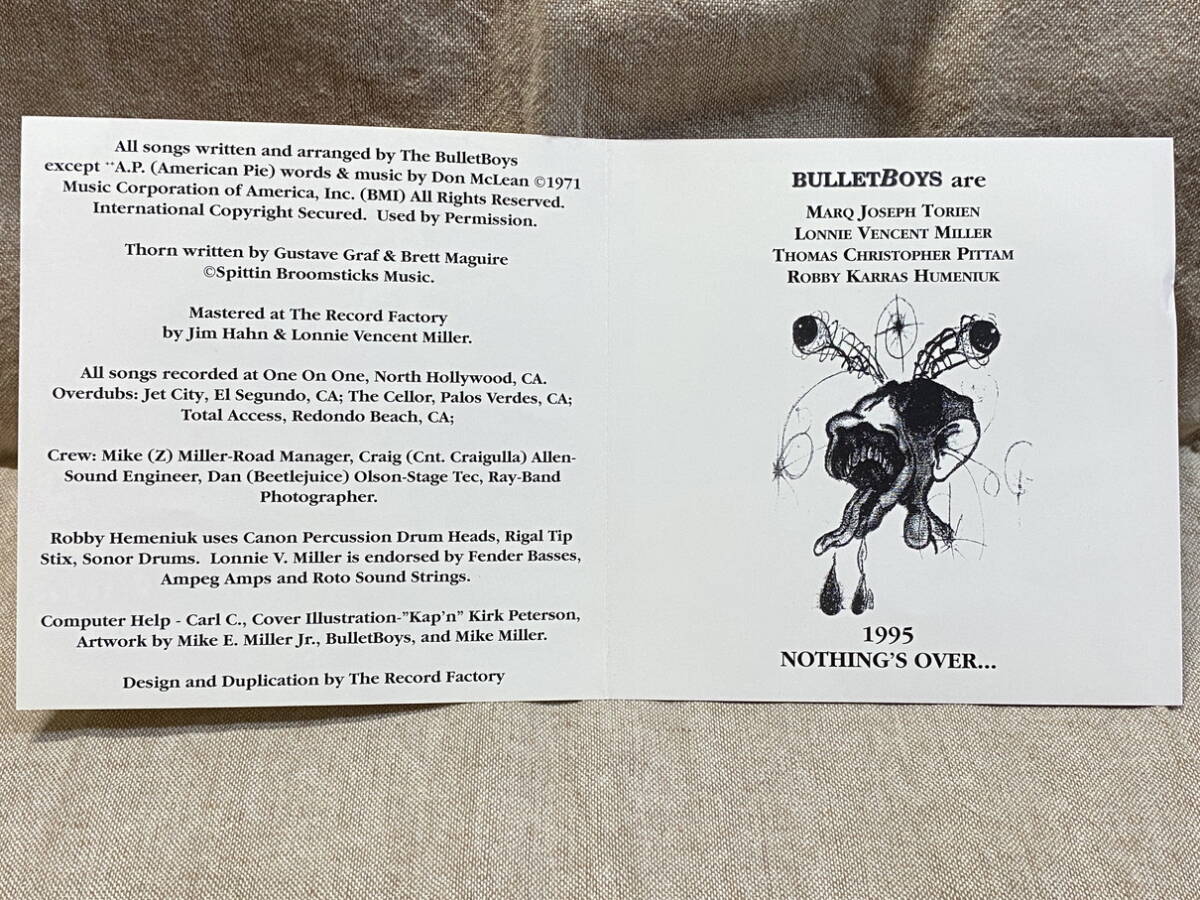 All songs written and arranged by The BulletBoys
except "A.P. (American Pie) words & music by Don McLean ©1971
Music Corporation of America, Inc. (BMI) All Rights Reserved.
International Copyright Secured. Used by Permission.
Thorn written by Gustave Graf & Brett Maguire
©Spittin Broomsticks Music.
Mastered at The Record Factory
by Jim Hahn & Lonnie Vencent Miller.
All songs recorded at One On One, North Hollywood, CA.
Overdubs: Jet City, El Segundo, CA; The Cellor, Palos Verdes, CA;
Total Access, Redondo Beach, CA;
Crew: Mike (Z) Miller-Road Manager, Craig (Cnt. Craigulla) Allen-
Sound Engineer, Dan (Beetlejuice) Olson-Stage Tec, Ray-Band
Photographer.
Robby Hemeniuk uses Canon Percussion Drum Heads, Rigal Tip
Stix, Sonor Drums. Lonnie V. Miller is endorsed by Fender Basses,
Ampeg Amps and Roto Sound Strings.
Computer Help - Carl C., Cover Illustration-"Kap'n" Kirk Peterson,
Artwork by Mike E. Miller Jr., BulletBoys, and Mike Miller.
Design and Duplication by The Record Factory
BULLETBOYS are
MARQ JOSEPH TORIEN
LONNIE VENCENT MILLER
THOMAS CHRISTOPHER PITTAM
ROBBY KARRAS HUMENIUK
1995
NOTHING'S OVER...